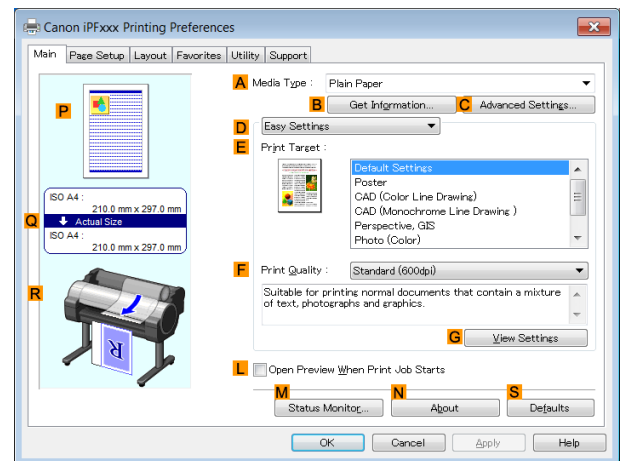 Canon iPFxxx Printing Preferences
Main Page Setup Layout Favorites Utility Support
A Media Type : Plain Paper
B Get Information... C Advanced Settings...
D Easy Settings
E Print Target :
Default Settings
Poster
CAD (Color Line Drawing)
CAD (Monochrome Line Drawing )
Perspective, GIS
Photo (Color)
P
ISO A4 :
210.0 mm x 297.0 mm
Q Actual Size
ISO A4 :
210.0 mm x 297.0 mm
F Print Quality : Standard (600dpi)
Suitable for printing normal documents that contain a mixture
of text, photographs and graphics.
R
R
G View Settings
L Open Preview When Print Job Starts
M N S
Status Monitor... About Defaults
OK Cancel Apply Help